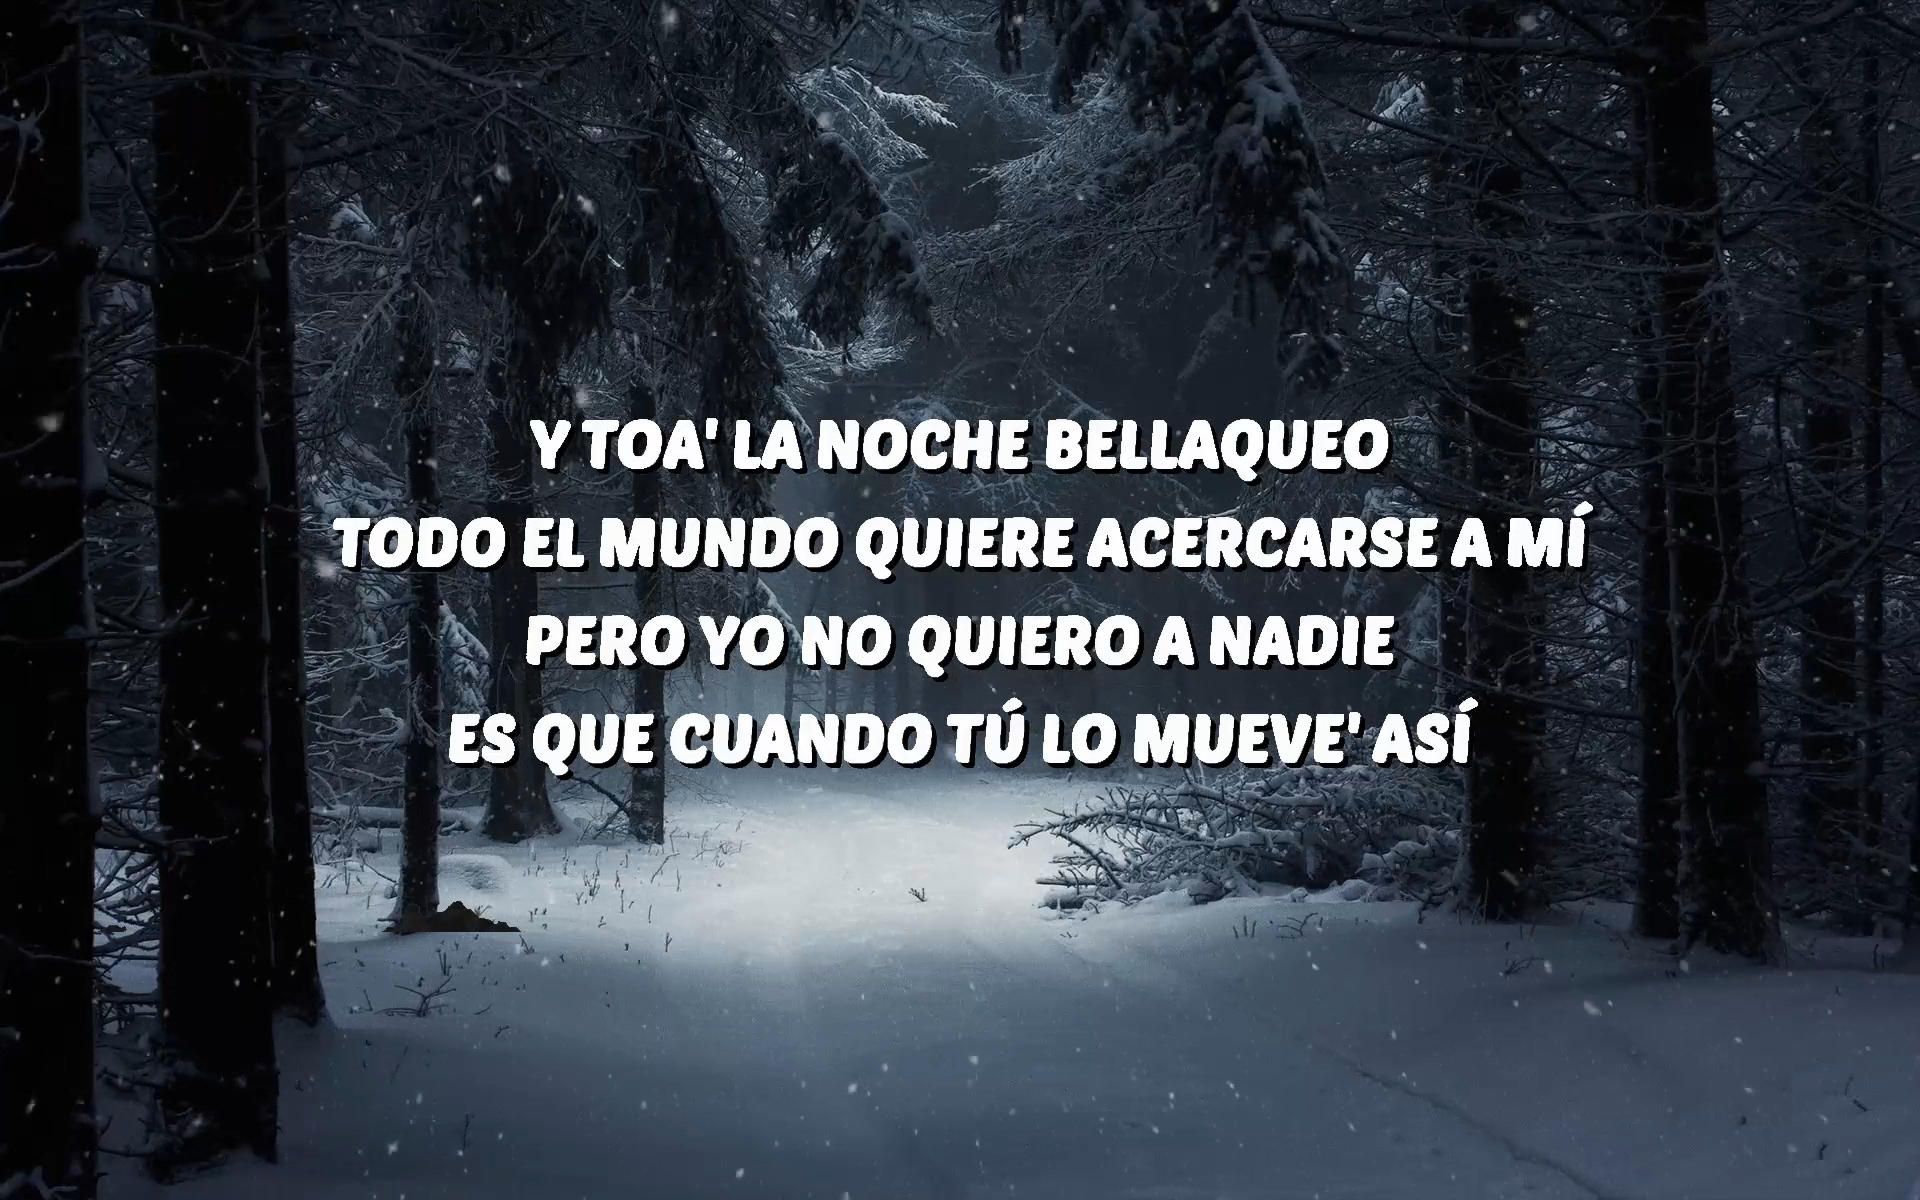 Y TOA' LA NOCHE BELLAQUEO
TODO EL MUNDO QUIERE ACERCARSE A MÍ
PERO YO NO QUIERO A NADIE
ES QUE CUANDO TÚ LO MUEVE' ASÍ